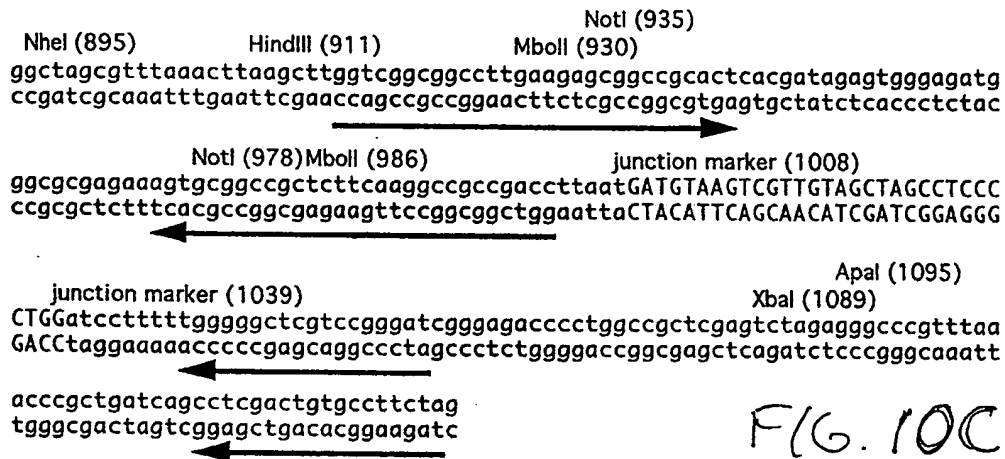 NotI (935)
NheI (895) HindIII (911) MboII (930)
ggctagcgtttaaacttaagcttggtcggcggccttgaagagcggccgcactcacgatagagtgggagatg
ccgatcgcaaatttgaattcgaaccagccgccggaacttctcgccggcgtgagtgctatctcaccctctac
NotI (978) MboII (986) junction marker (1008)
ggcgcgagaaagtgcggccgctcttcaaggccgccgaccttaatGATGTAAGTCGTTGTAGCTAGCCTCCC
ccgcgctctttcacgccggcgagaagttccggcggctggaattaCTACATTCAGCAACATCGATCGGAGGG
ApaI (1095)
junction marker (1039) XbaI (1089)
CTGGatcctttttgggggctcgtccgggatcgggagacccctggccgctcgagtctagagggcccgtttaa
GACCtaggaaaaacccccgagcaggccctagccctctggggaccggcgagctcagatctcccgggcaaatt
acccgctgatcagcctcgactgtgccttctag
tgggcgactagtcggagctgacacggaagatc
FIG. 10C